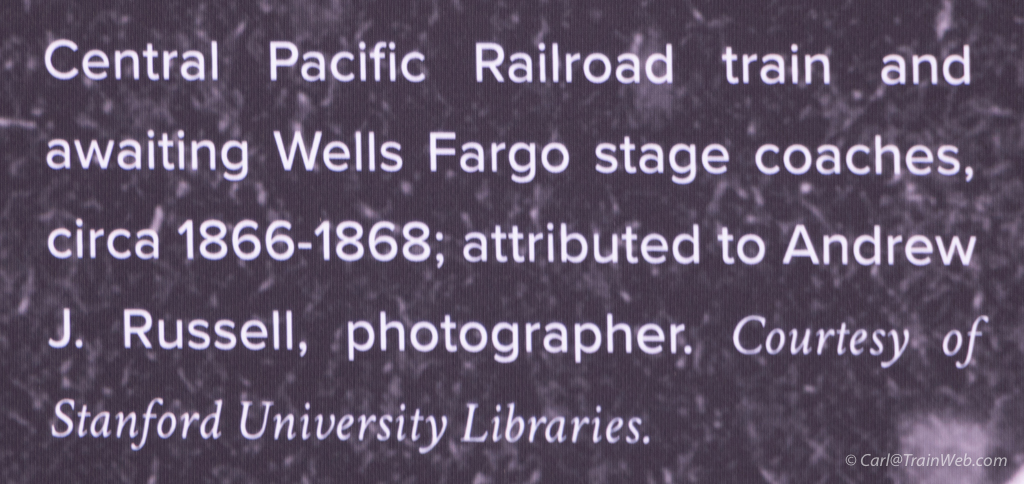 Central Pacific Railroad train and
awaiting Wells Fargo stage coaches,
circa 1866-1868; attributed to Andrew
J. Russell, photographer. Courtesy of
Stanford University Libraries.
© Carl@TrainWeb.com